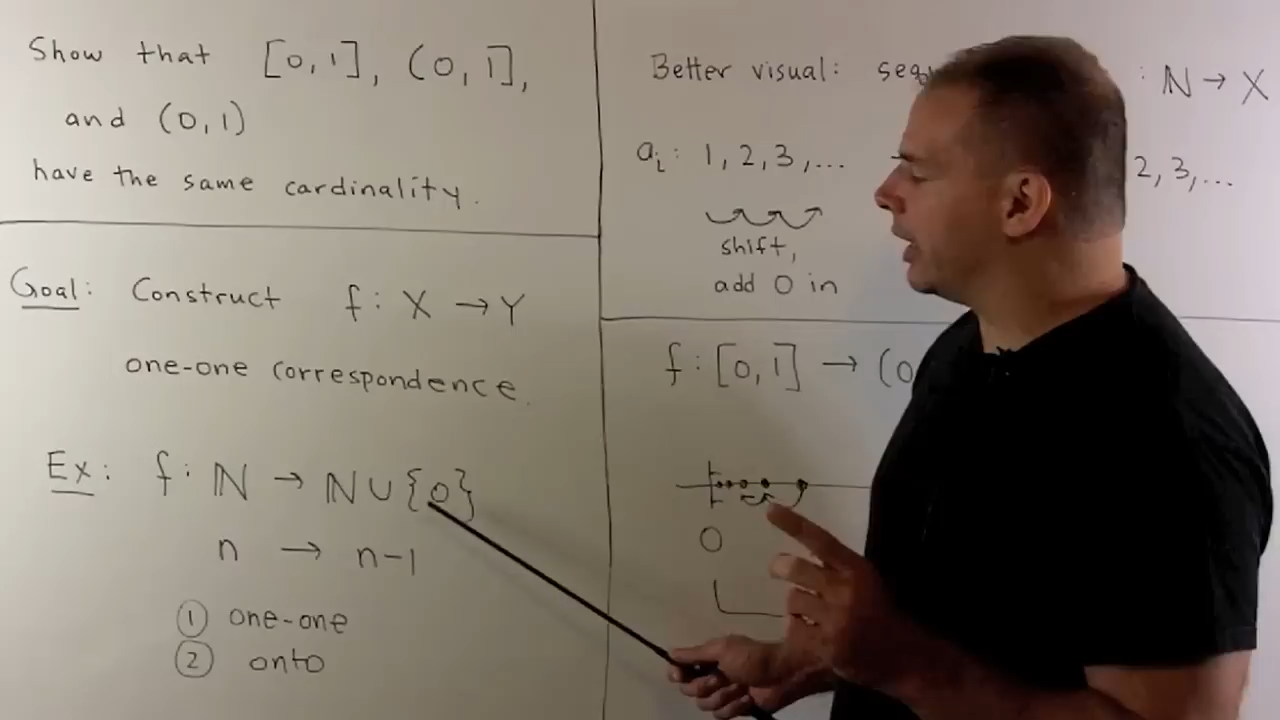 Show that [0,1], (0,1],
and (0,1)
have the same cardinality.
Goal: Construct f: X → Y
one-one correspondence.
Ex: f: ℕ → ℕ∪{0}
n → n-1
① one-one
② onto
Better visual: : ℕ → X
aᵢ: 1, 2, 3,... 2, 3,...
shift,
add 0 in
f: [0,1] → (0
0